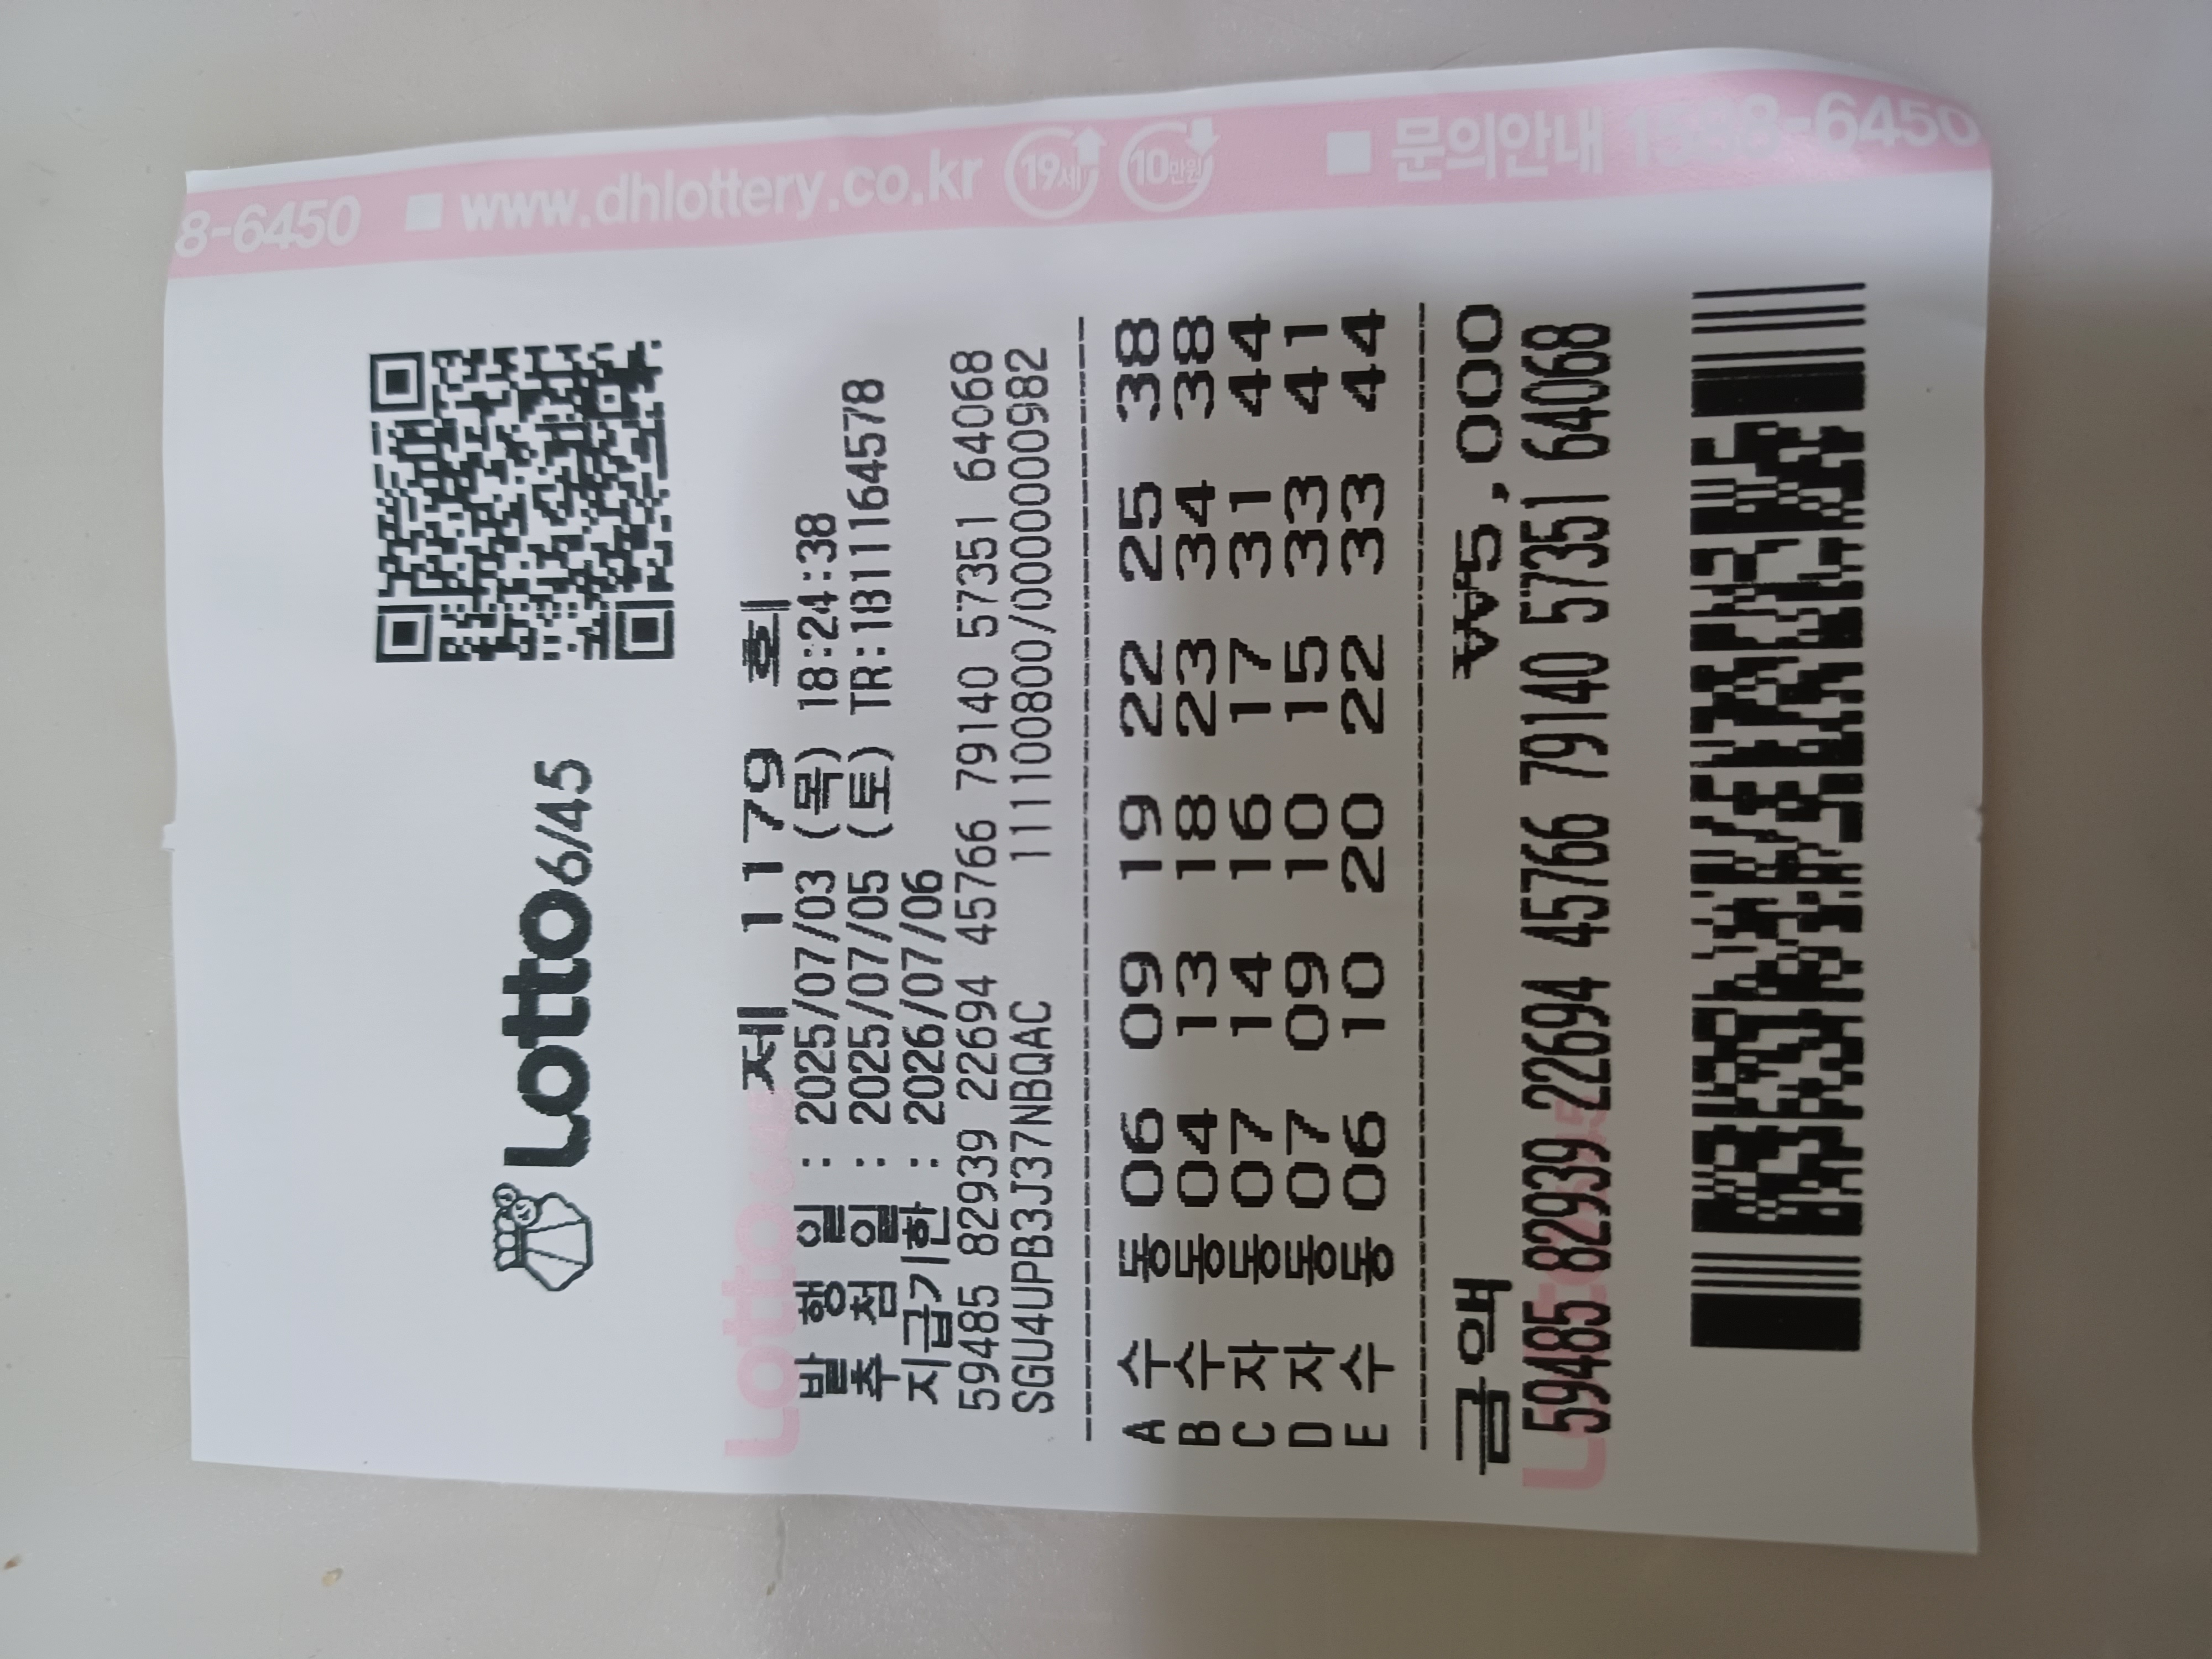 Lotto6/45
제 1179 회
발 행 일 : 2025/07/03 (목) 18:24:38
추 첨 일 : 2025/07/05 (토) TR:1B11164578
지급기한 : 2026/07/06
59485 82939 22694 45766 79140 57351 64068
SGU4UPB3J37NBQAC 11100800/0000000982
A 수동 06 09 19 22 25 38
B 수동 04 13 18 23 34 38
C 자동 07 14 16 17 31 44
D 자동 07 09 10 15 33 41
E 수동 06 10 20 22 33 44
금액 ₩5,000
59485 82939 22694 45766 79140 57351 64068
8-6450 ■ www.dhlottery.co.kr 19세 10만원 ■ 문의안내 1588-6450
Lotto